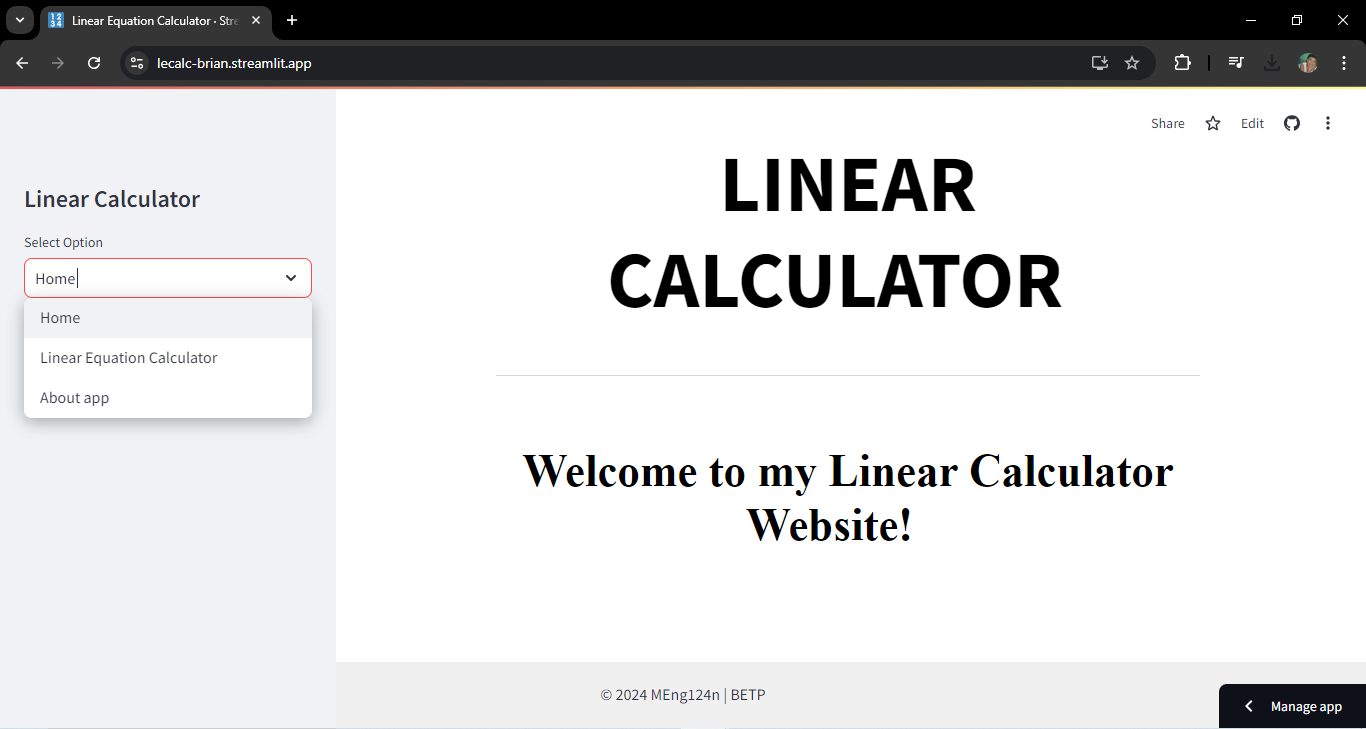 Linear Equation Calculator · Stre
lecalc-brian.streamlit.app
Share
Edit
Linear Calculator
Select Option
Home
Home
Linear Equation Calculator
About app
LINEAR
CALCULATOR
Welcome to my Linear Calculator
Website!
© 2024 MEng124n | BETP
Manage app